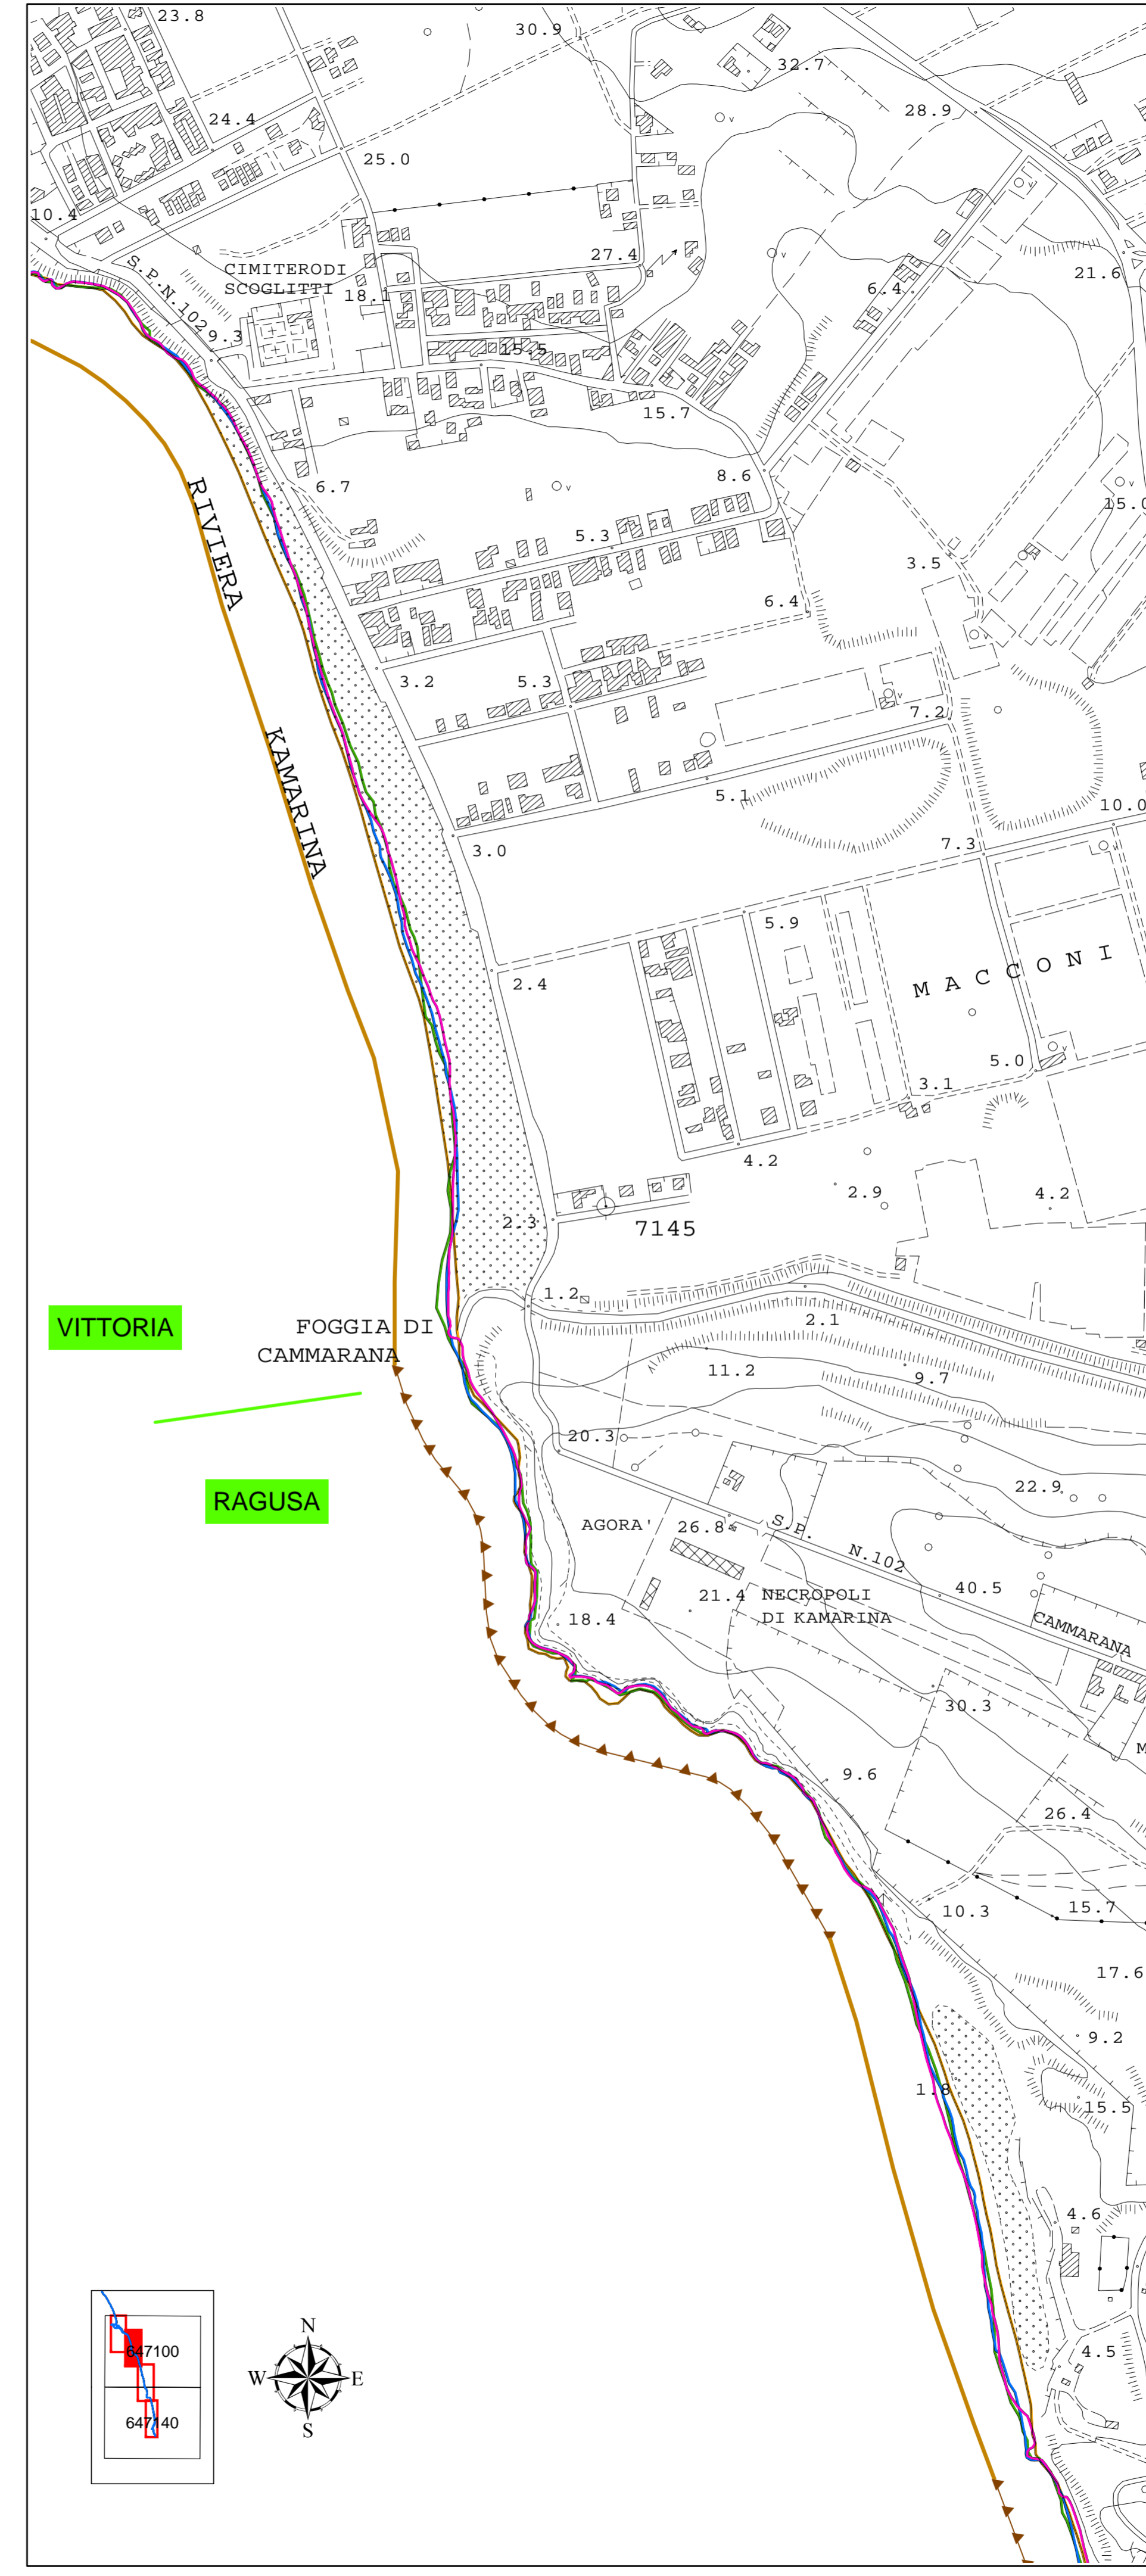 23.8
30.9
32.7
28.9
24.4
25.0
10.4
S.P.N.102
9.3
CIMITERODI
SCOGLITTI
18.1
27.4
21.6
6.4
15.5
15.7
RIVIERA
6.7
8.6
15.0
5.3
3.5
6.4
3.2
5.3
7.2
KAMARINA
5.1
10.0
3.0
7.3
5.9
MACCONI
2.4
5.0
3.1
4.2
2.9
4.2
2.3
7145
1.2
2.1
VITTORIA
FOGGIA DI
CAMMARANA
11.2
9.7
20.3
RAGUSA
22.9
AGORA'
26.8
S.P. N.102
40.5
21.4
NECROPOLI
DI KAMARINA
18.4
CAMMARANA
30.3
M
9.6
26.4
10.3
15.7
17.6
9.2
1.8
15.5
4.6
4.5
647100
647140
N
W
E
S